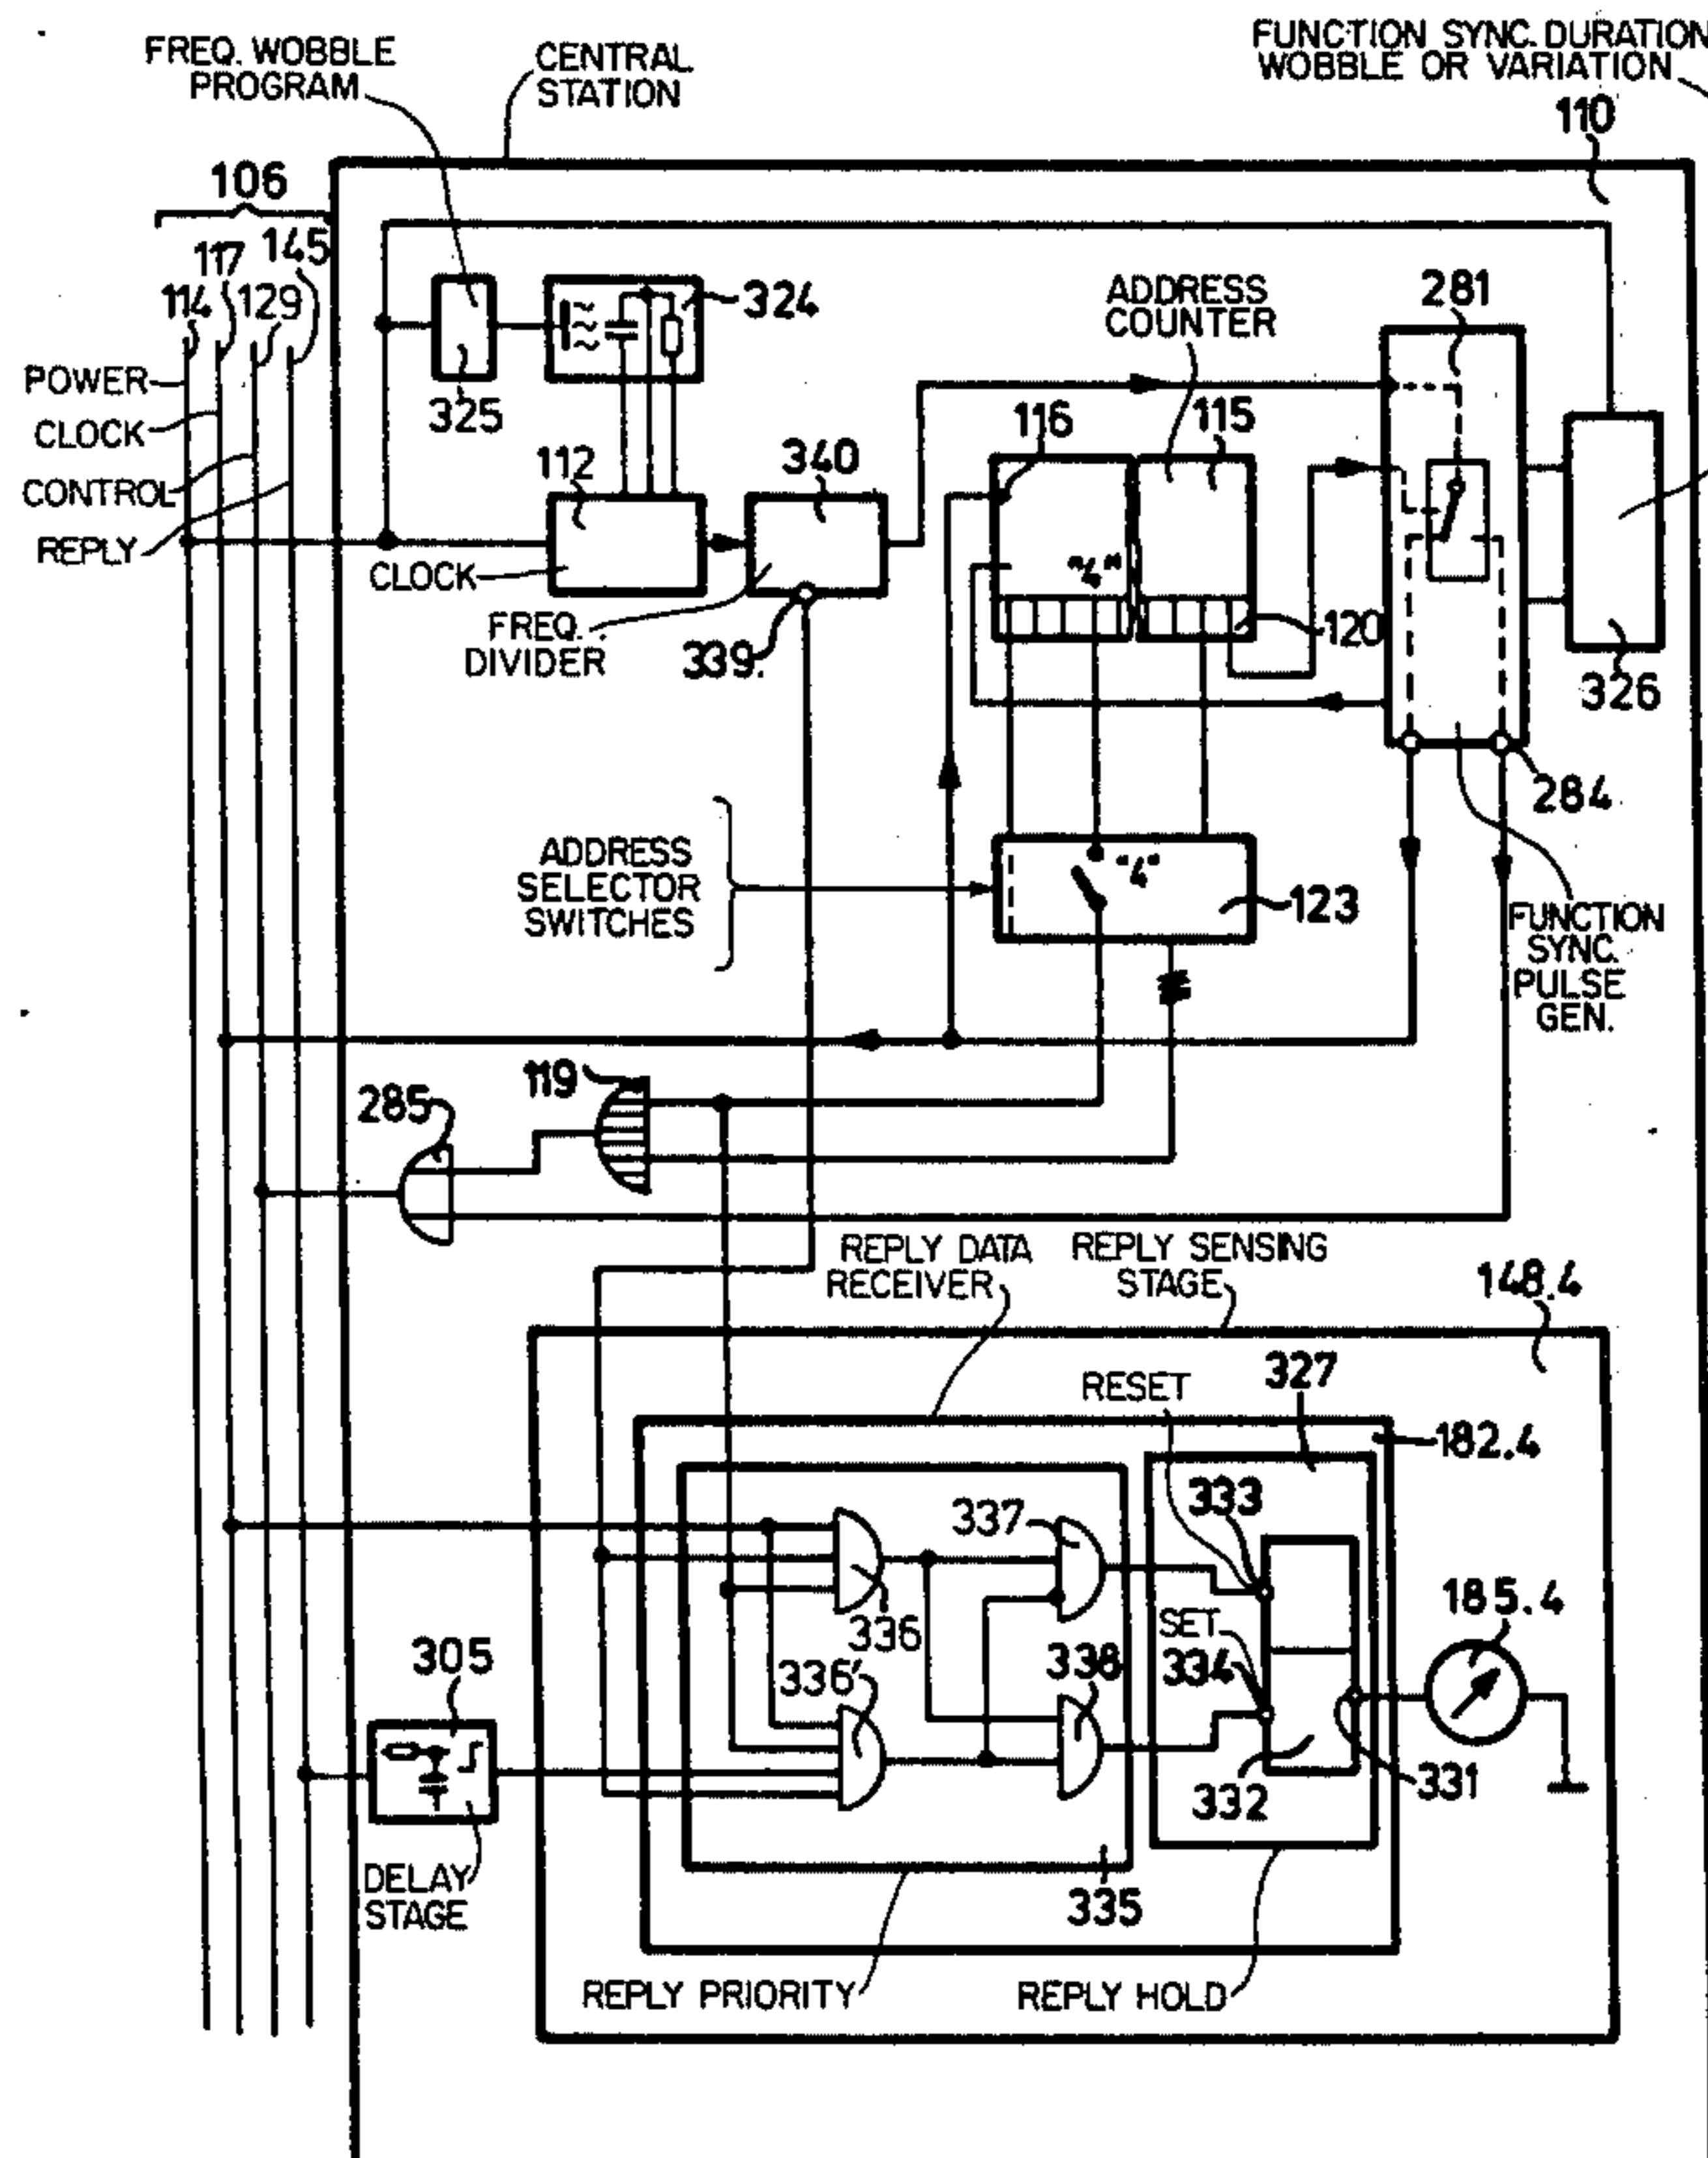 FREQ. WOBBLE
PROGRAM
CENTRAL
STATION
FUNCTION SYNC. DURATION
WOBBLE OR VARIATION
110
106
117
145
114
129
POWER
CLOCK
CONTROL
REPLY
324
325
ADDRESS
COUNTER
281
112
340
116
115
"4"
CLOCK
FREQ.
DIVIDER
339.
120
326
284
ADDRESS
SELECTOR
SWITCHES
"4"
123
FUNCTION
SYNC.
PULSE
GEN.
119
285
REPLY DATA
RECEIVER
REPLY SENSING
STAGE
148.4
RESET
327
182.4
333
337
336
SET
334
185.4
305
336'
338
332
331
DELAY
STAGE
335
REPLY PRIORITY
REPLY HOLD